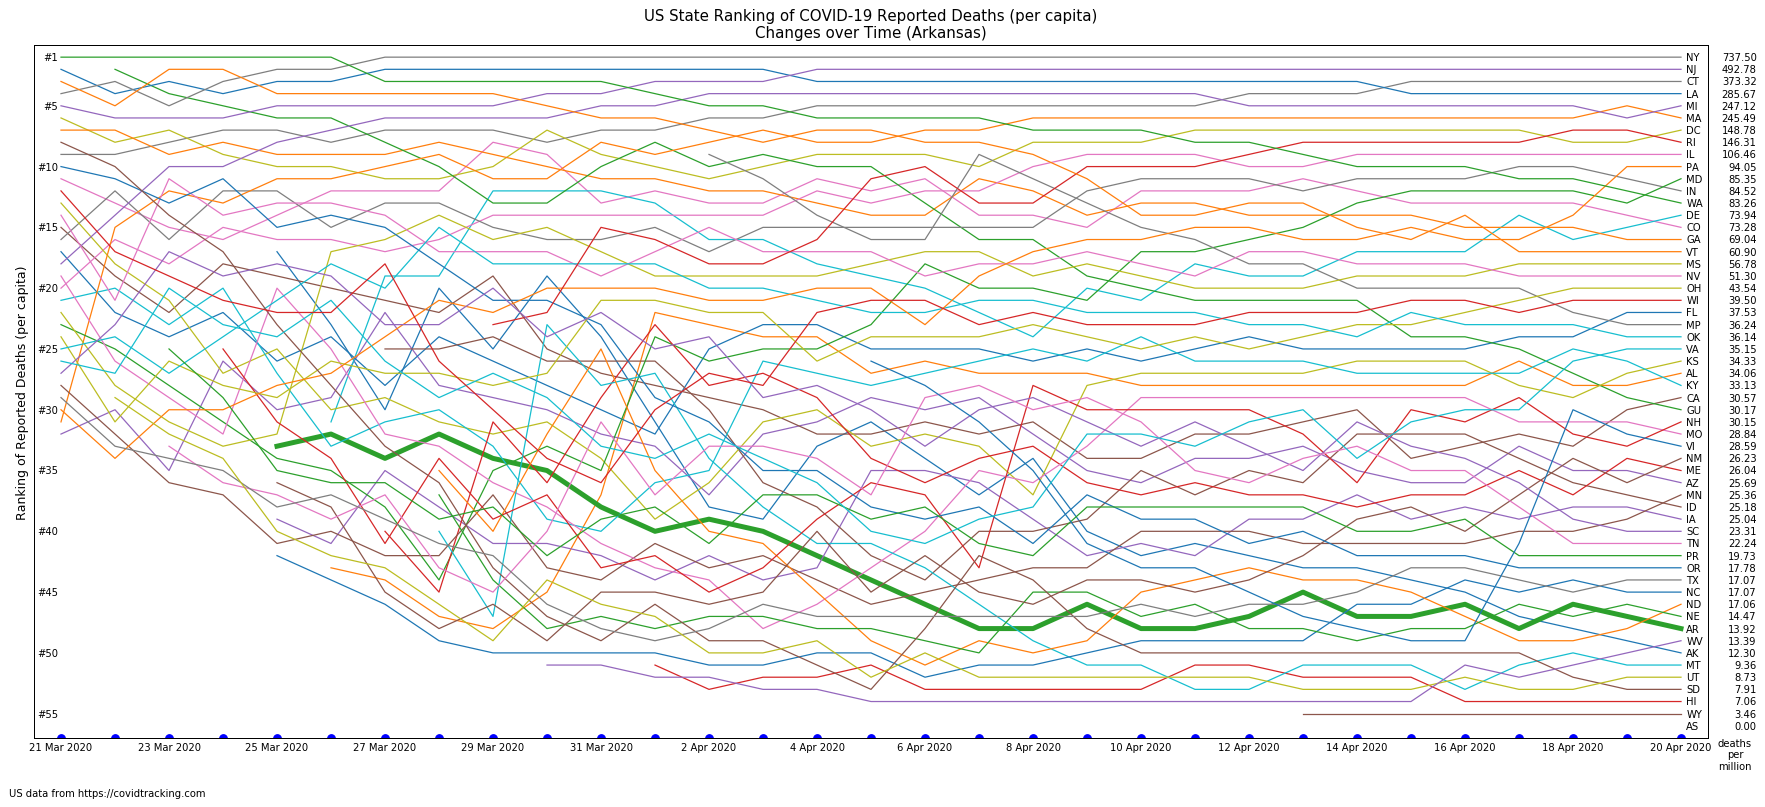 US State Ranking of COVID-19 Reported Deaths (per capita)
Changes over Time (Arkansas)
Ranking of Reported Deaths (per capita)
#1
#5
#10
#15
#20
#25
#30
#35
#40
#45
#50
#55
NY 737.50
NJ 492.78
CT 373.32
LA 285.67
MI 247.12
MA 245.49
DC 148.78
RI 146.31
IL 106.46
PA 94.05
MD 85.35
IN 84.52
WA 83.26
DE 73.94
CO 73.28
GA 69.04
VT 60.90
MS 56.78
NV 51.30
OH 43.54
WI 39.50
FL 37.53
MP 36.24
OK 36.14
VA 35.15
KS 34.33
AL 34.06
KY 33.13
CA 30.57
GU 30.17
NH 30.15
MO 28.84
VI 28.59
NM 26.23
ME 26.04
AZ 25.69
MN 25.36
ID 25.18
IA 25.04
SC 23.31
TN 22.24
PR 19.73
OR 17.78
TX 17.07
NC 17.07
ND 17.06
NE 14.47
AR 13.92
WV 13.39
AK 12.30
MT 9.36
UT 8.73
SD 7.91
HI 7.06
WY 3.46
AS 0.00
21 Mar 2020 23 Mar 2020 25 Mar 2020 27 Mar 2020 29 Mar 2020 31 Mar 2020 2 Apr 2020 4 Apr 2020 6 Apr 2020 8 Apr 2020 10 Apr 2020 12 Apr 2020 14 Apr 2020 16 Apr 2020 18 Apr 2020 20 Apr 2020
deaths
per
million
US data from https://covidtracking.com